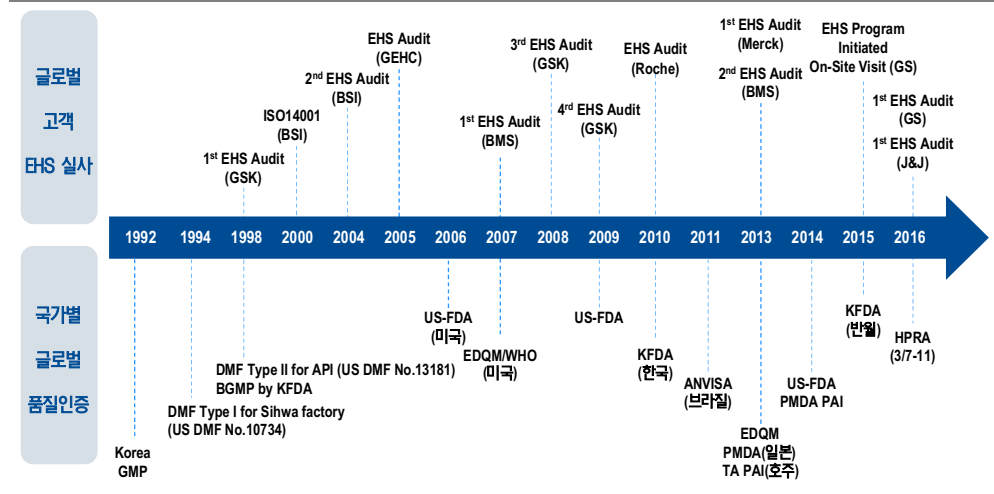 글로벌
고객
EHS 실사
1st EHS Audit
(GSK)
ISO14001
(BSI)
2nd EHS Audit
(BSI)
EHS Audit
(GEHC)
1st EHS Audit
(BMS)
3rd EHS Audit
(GSK)
4rd EHS Audit
(GSK)
EHS Audit
(Roche)
1st EHS Audit
(Merck)
2nd EHS Audit
(BMS)
EHS Program
Initiated
On-Site Visit (GS)
1st EHS Audit
(GS)
1st EHS Audit
(J&J)
1992 1994 1998 2000 2004 2005 2006 2007 2008 2009 2010 2011 2013 2014 2015 2016
국가별
글로벌
품질인증
Korea
GMP
DMF Type I for Sihwa factory
(US DMF No.10734)
DMF Type II for API (US DMF No.13181)
BGMP by KFDA
US-FDA
(미국)
EDQM/WHO
(미국)
US-FDA
KFDA
(한국)
ANVISA
(브라질)
EDQM
PMDA(일본)
TA PAI(호주)
US-FDA
PMDA PAI
KFDA
(반월)
HPRA
(3/7-11)